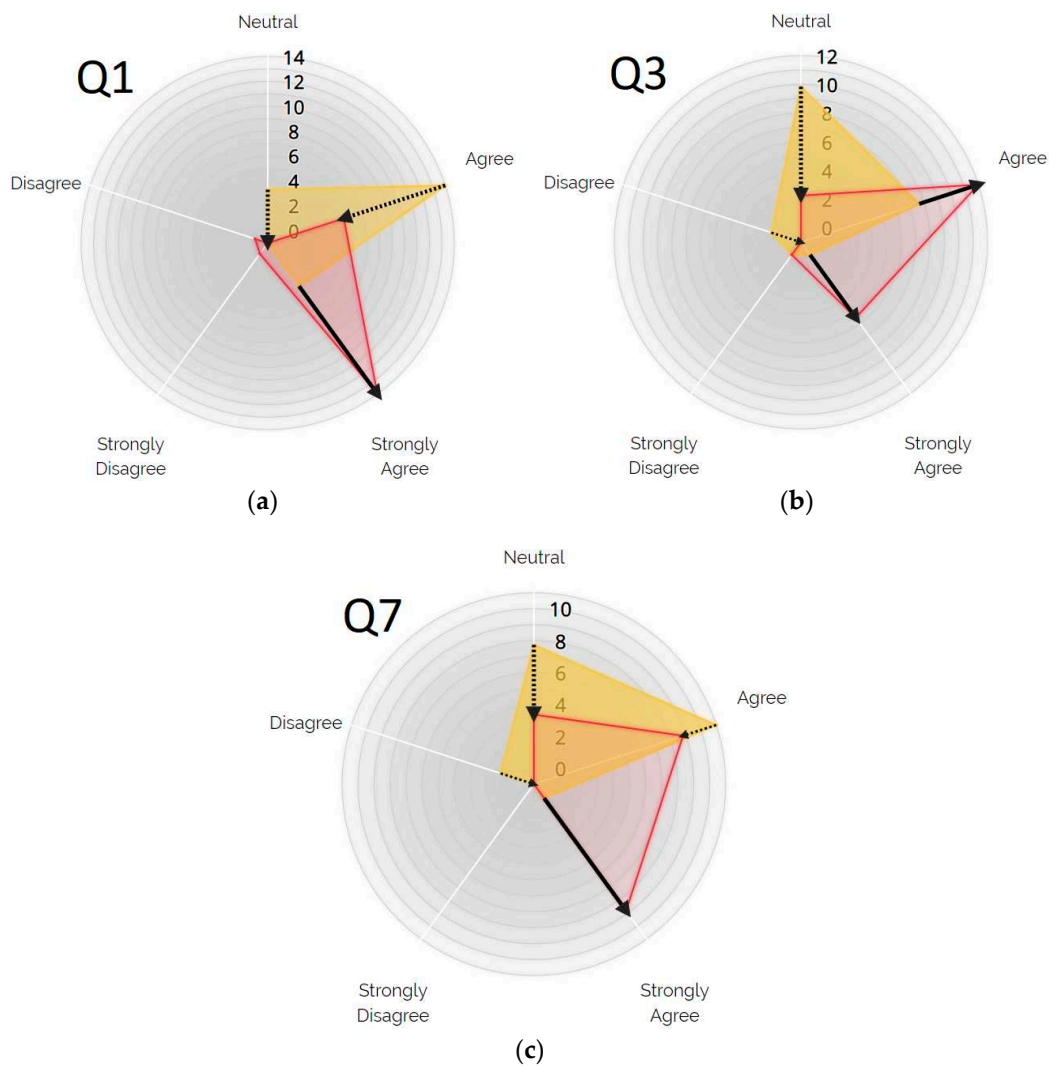 Neutral
Q1
14
12
10
8
6
4
2
0
Agree
Disagree
Strongly
Disagree
Strongly
Agree
(a)
Neutral
Q3
12
10
8
6
4
2
0
Agree
Disagree
Strongly
Disagree
Strongly
Agree
(b)
Neutral
Q7
10
8
6
4
2
0
Agree
Disagree
Strongly
Disagree
Strongly
Agree
(c)